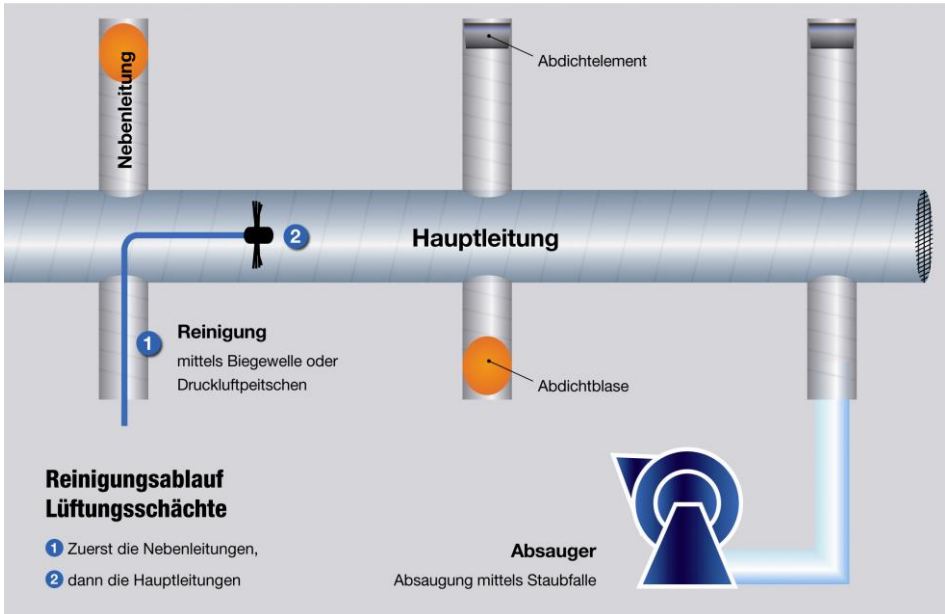 Nebenleitung
Abdichtelement
Hauptleitung
2
1
Reinigung
mittels Biegewelle oder
Druckluftpeitschen
Abdichtblase
Reinigungsablauf
Lüftungsschächte
1 Zuerst die Nebenleitungen,
2 dann die Hauptleitungen
Absauger
Absaugung mittels Staubfalle